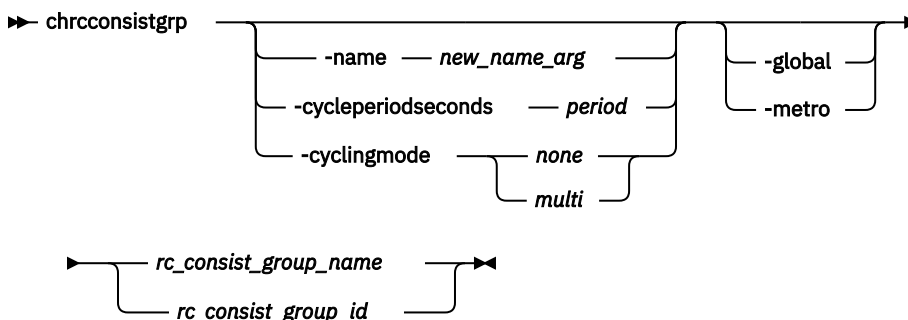 chrcconsistgrp
-name new_name_arg
-global
-cycleperiodseconds period
-metro
-cyclingmode none
multi
rc_consist_group_name
rc_consist_group_id